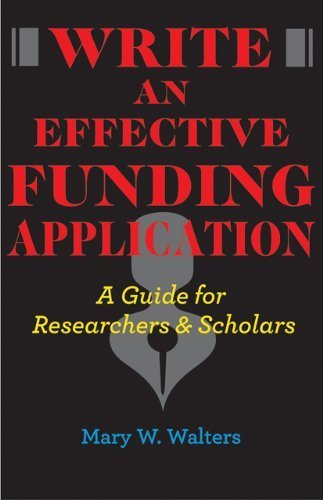 WRITE
AN
EFFECTIVE
FUNDING
APPLICATION
A Guide for
Researchers & Scholars
Mary W. Walters